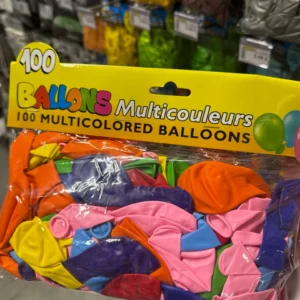 100
BALLONS Multicouleurs
100 MULTICOLORED BALLOONS